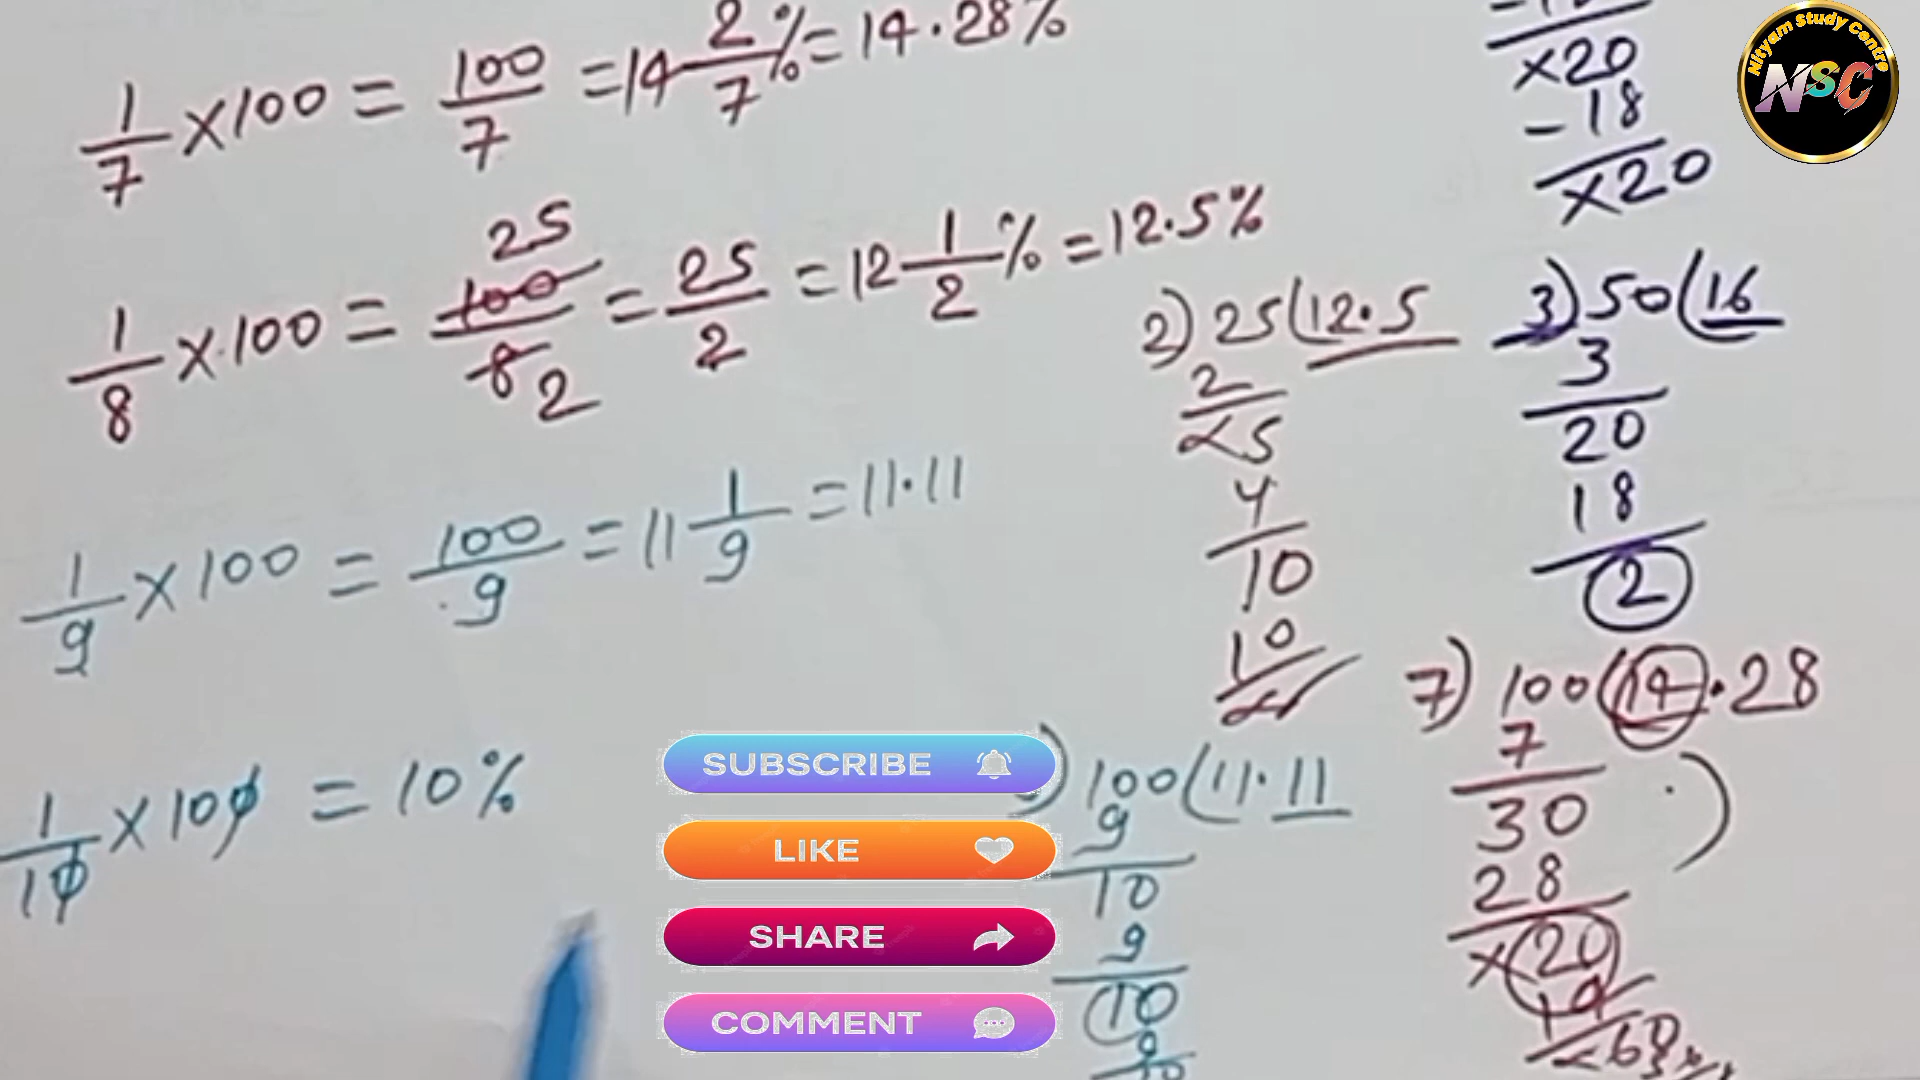 1/7 × 100 = 100/7 = 14 2/7 % = 14.28%
1/8 × 100 = 100/8 25 2 = 25/2 = 12 1/2 % = 12.5%
1/9 × 100 = 100/9 = 11 1/9 = 11.11
1/10 × 100 = 10%
2) 25 ( 12.5
2
×5
4
10
10
×
×20
-18
×20
3) 50 ( 16
3
20
18
2
) 100 ( 11.11
9
10
9
10
9
7) 100 ( 14.28
7
30
28
×20
14
×60
Nityam Study Centre
NSC
SUBSCRIBE
LIKE
SHARE
COMMENT